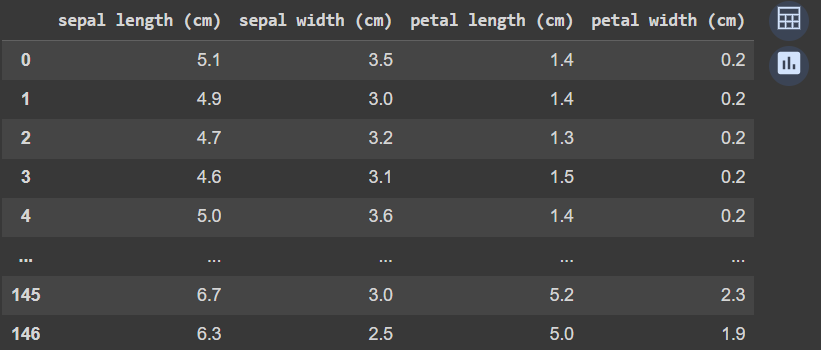 sepal length (cm) sepal width (cm) petal length (cm) petal width (cm)
0 5.1 3.5 1.4 0.2
1 4.9 3.0 1.4 0.2
2 4.7 3.2 1.3 0.2
3 4.6 3.1 1.5 0.2
4 5.0 3.6 1.4 0.2
... ... ... ... ...
145 6.7 3.0 5.2 2.3
146 6.3 2.5 5.0 1.9